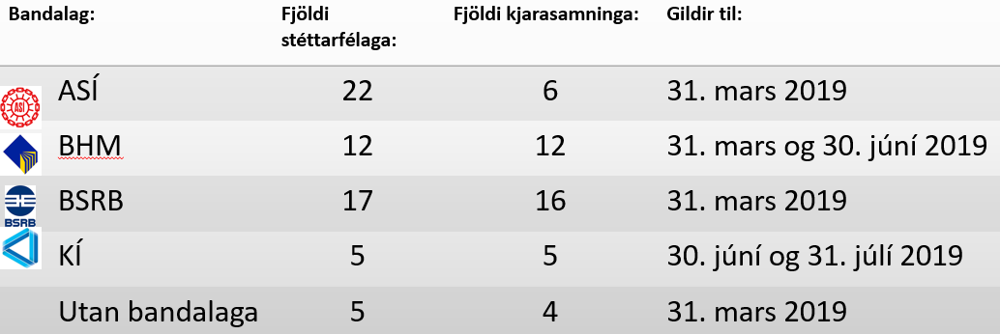 Bandalag: Fjöldi stéttarfélaga: Fjöldi kjarasamninga: Gildir til:
ASÍ ASÍ 22 6 31. mars 2019
BHM 12 12 31. mars og 30. júní 2019
BSRB BSRB 17 16 31. mars 2019
KÍ 5 5 30. júní og 31. júlí 2019
Utan bandalaga 5 4 31. mars 2019